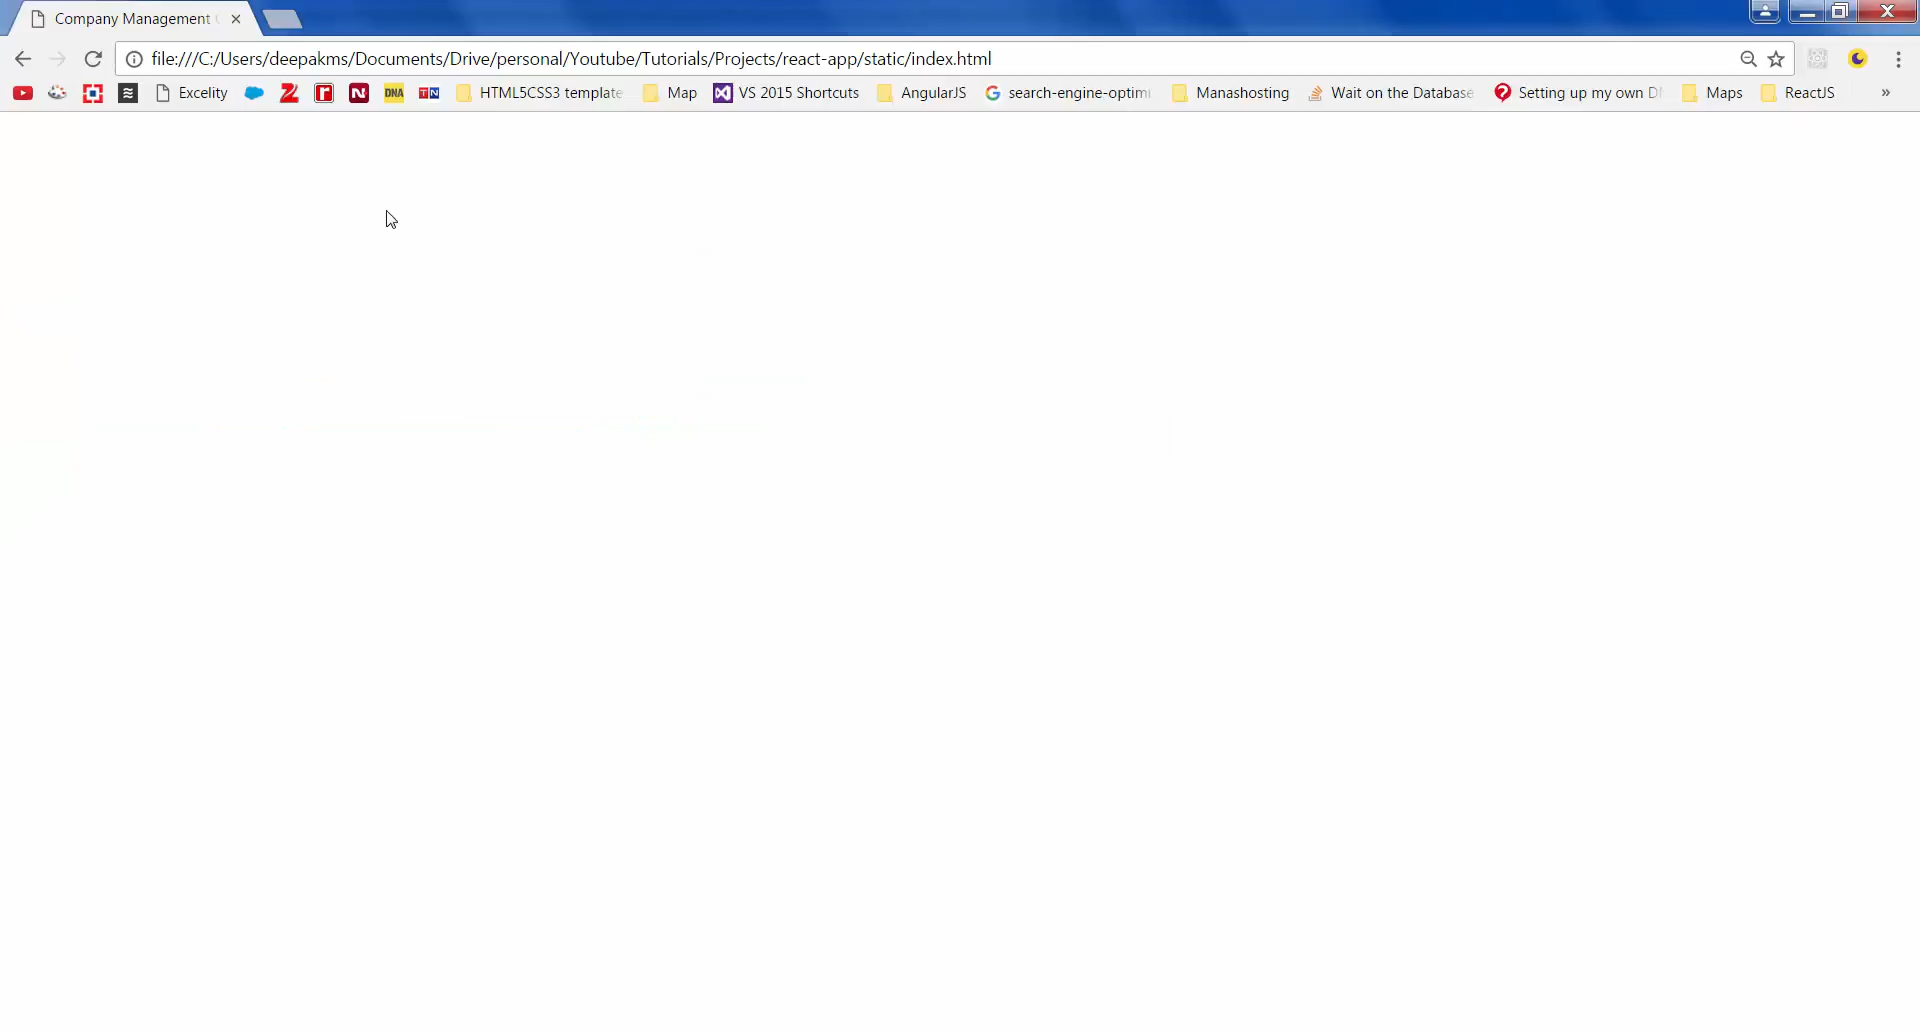 Company Management
file:///C:/Users/deepakms/Documents/Drive/personal/Youtube/Tutorials/Projects/react-app/static/index.html
Excelity DNA TN HTML5CSS3 template Map VS 2015 Shortcuts AngularJS search-engine-optim Manashosting Wait on the Database Setting up my own D Maps ReactJS »